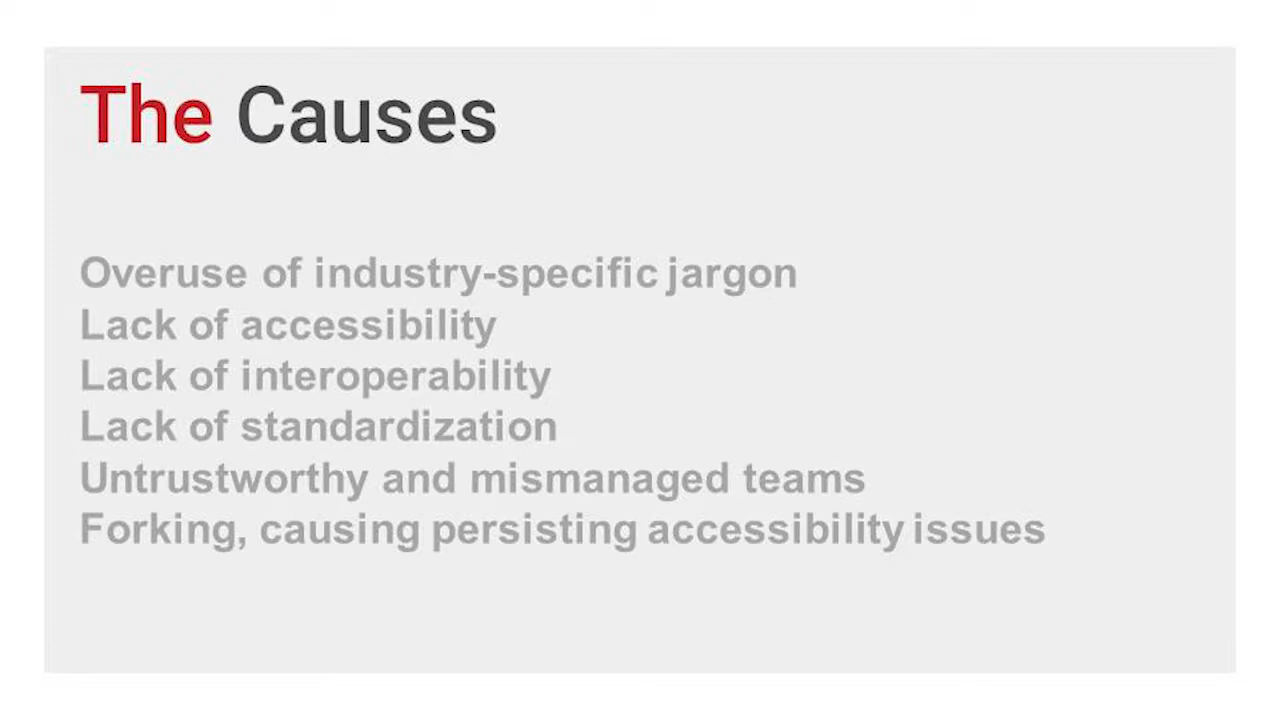 The Causes
Overuse of industry-specific jargon
Lack of accessibility
Lack of interoperability
Lack of standardization
Untrustworthy and mismanaged teams
Forking, causing persisting accessibility issues